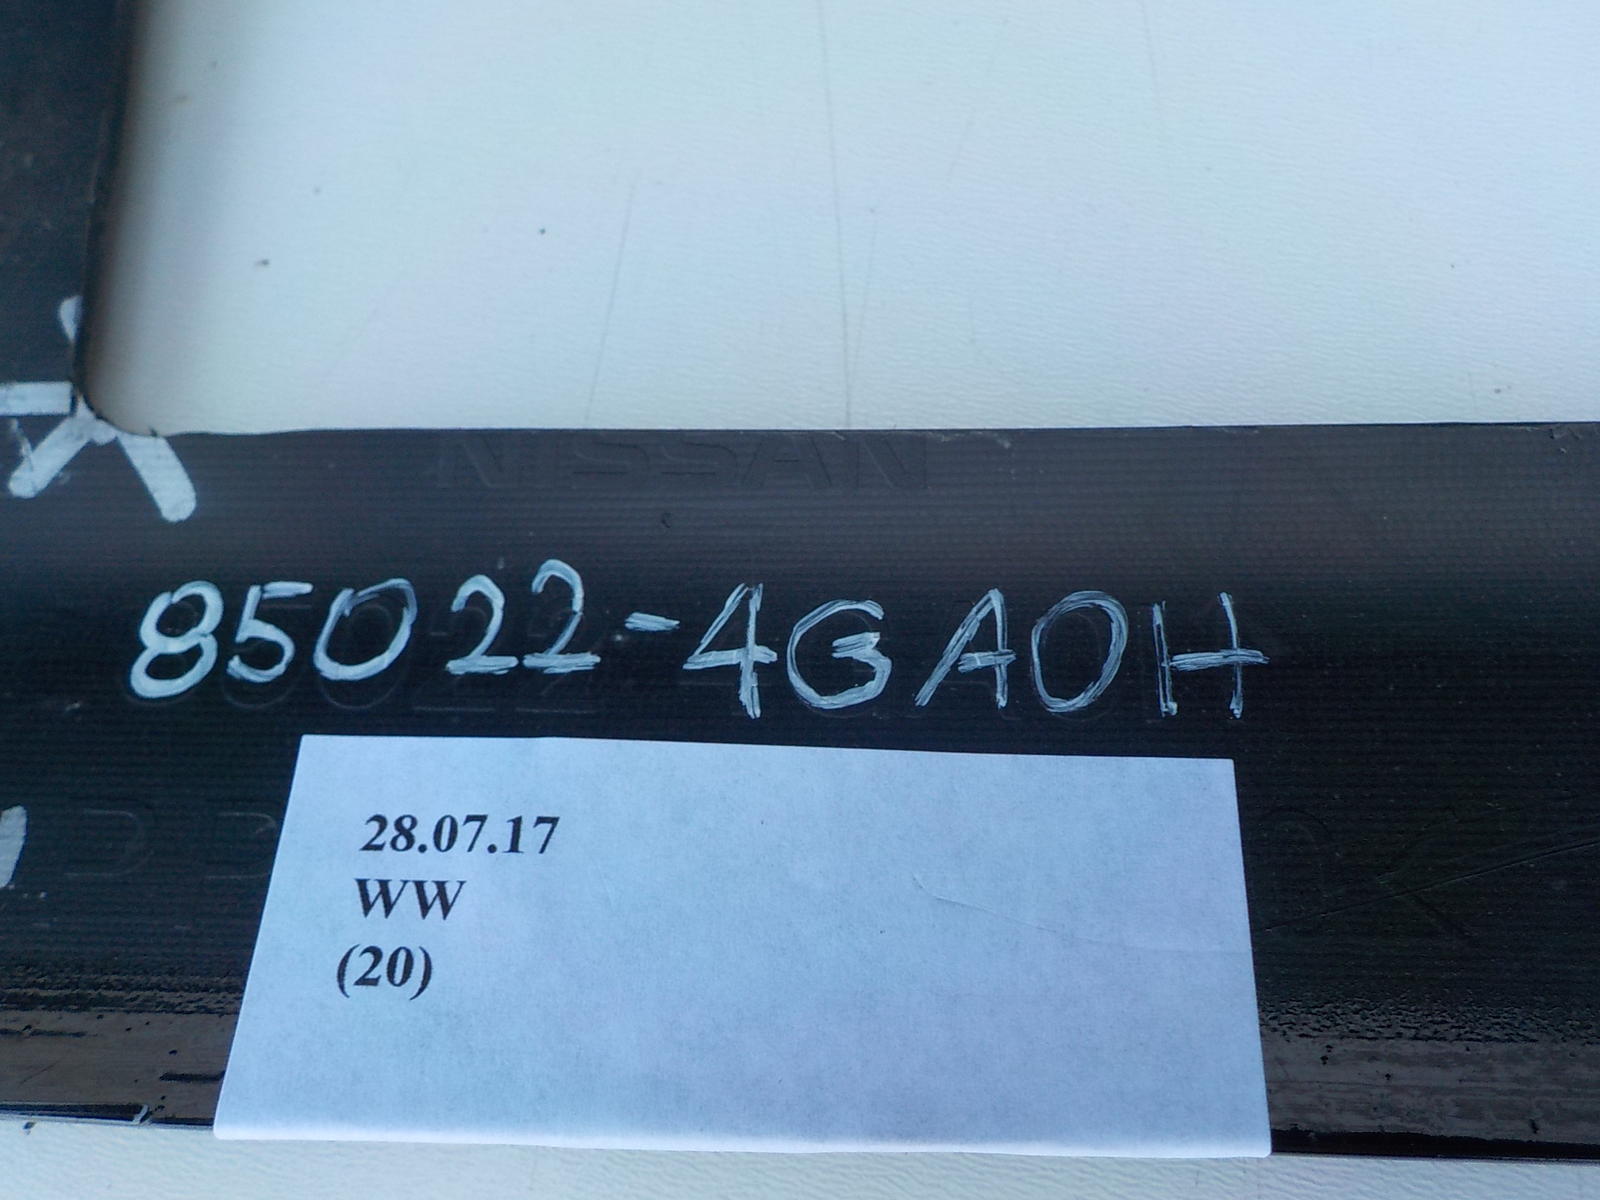 NISSAN
85022-4GA0H
28.07.17
WW
(20)